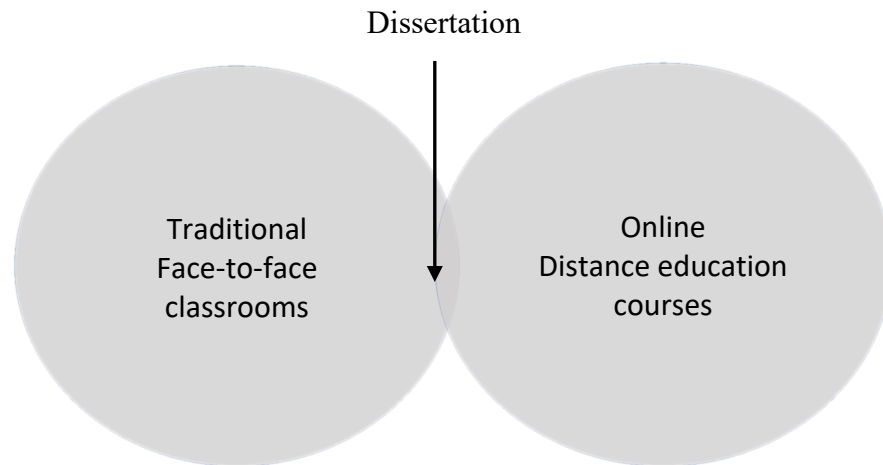 Dissertation
Traditional
Face-to-face
classrooms
Online
Distance education
courses